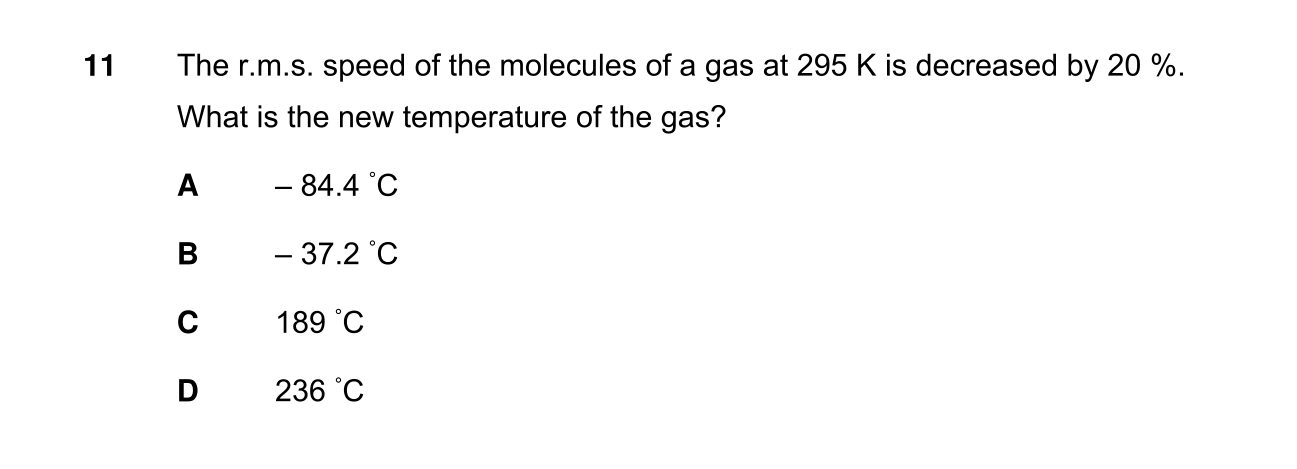 11 The r.m.s. speed of the molecules of a gas at 295 K is decreased by 20 %.
What is the new temperature of the gas?
A – 84.4 ˚C
B – 37.2 ˚C
C 189 ˚C
D 236 ˚C